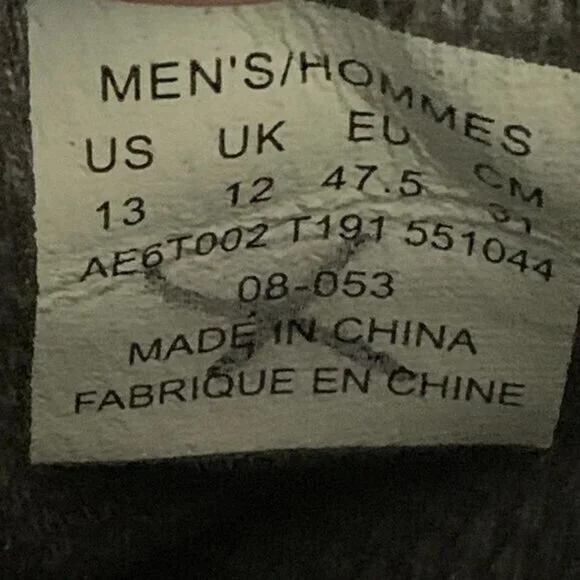 MEN'S/HOMMES
US UK EU CM
13 12 47.5 31
AE6T002 T191 551044
08-053
MADE IN CHINA
FABRIQUE EN CHINE